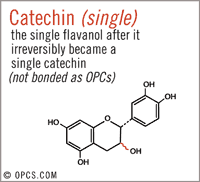 Catechin (single)
the single flavanol after it
irreversibly became a
single catechin
(not bonded as OPCs)
OH
OH
HO
O
OH
OH
© OPCS.COM